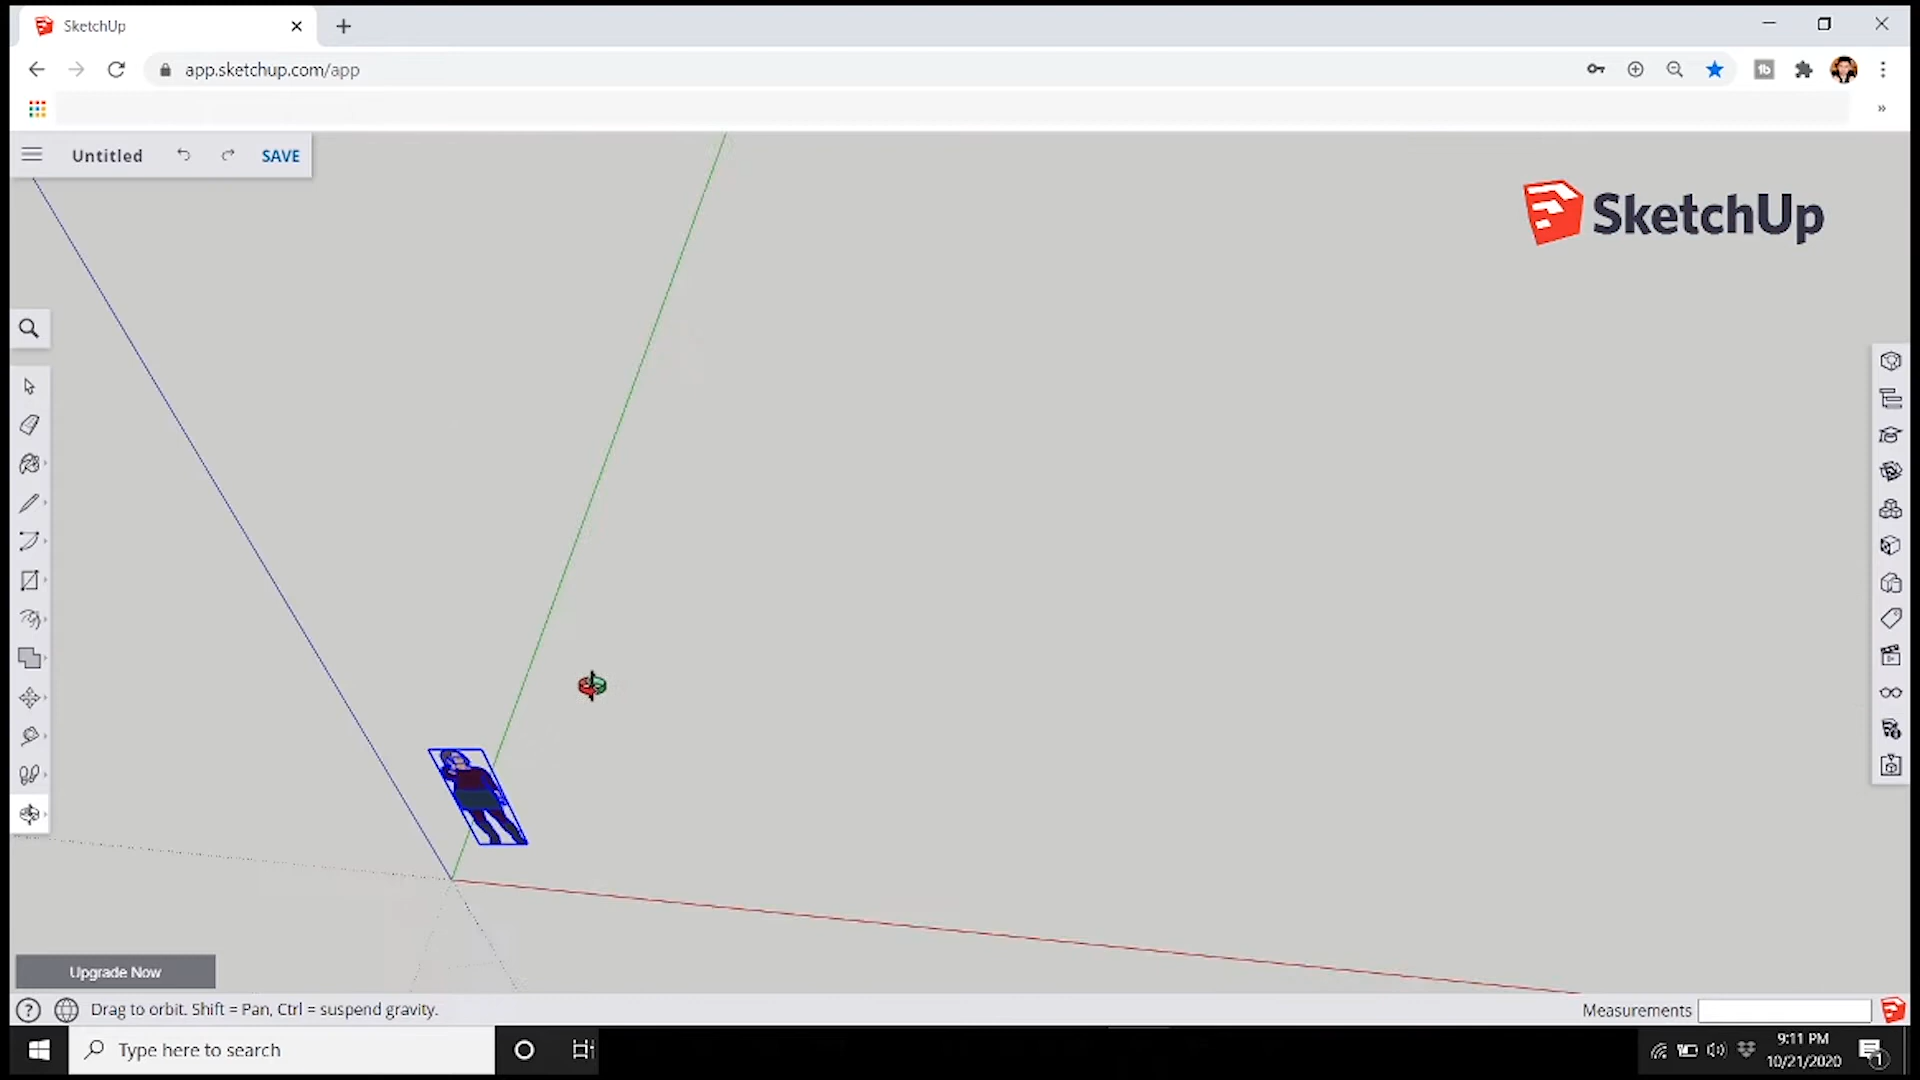 SketchUp
app.sketchup.com/app
Untitled
SAVE
SketchUp
Upgrade Now
Drag to orbit. Shift = Pan, Ctrl = suspend gravity.
Measurements
Type here to search
9:11 PM
10/21/2020
1